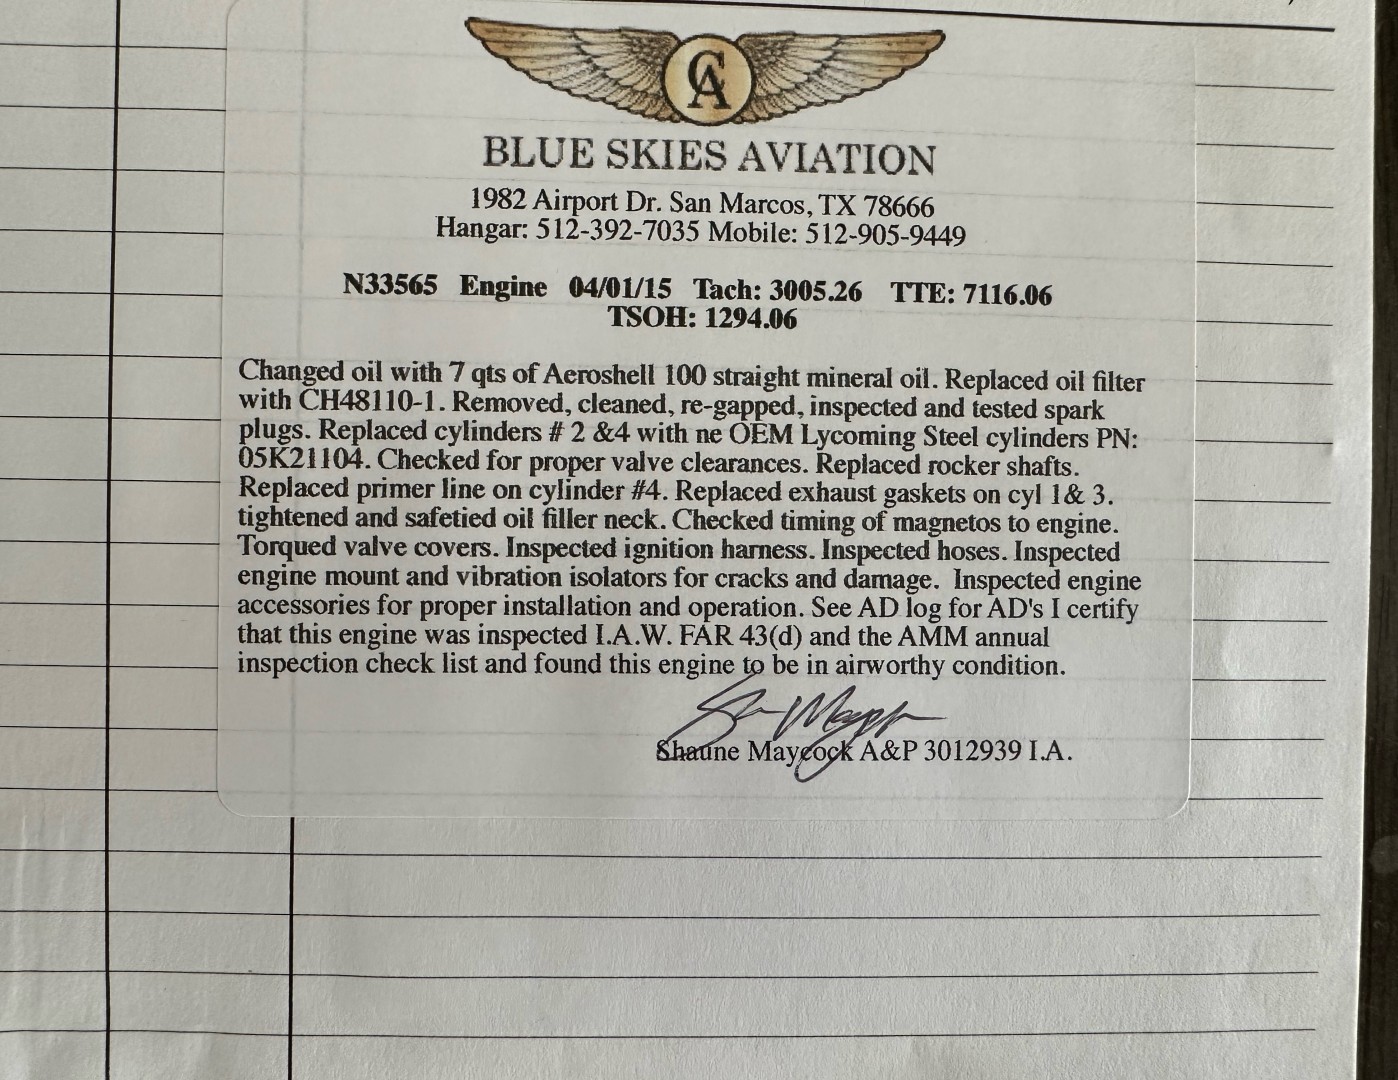 CA
BLUE SKIES AVIATION
1982 Airport Dr. San Marcos, TX 78666
Hangar: 512-392-7035 Mobile: 512-905-9449
N33565 Engine 04/01/15 Tach: 3005.26 TTE: 7116.06
TSOH: 1294.06
Changed oil with 7 qts of Aeroshell 100 straight mineral oil. Replaced oil filter
with CH48110-1. Removed, cleaned, re-gapped, inspected and tested spark
plugs. Replaced cylinders # 2 &4 with ne OEM Lycoming Steel cylinders PN:
05K21104. Checked for proper valve clearances. Replaced rocker shafts.
Replaced primer line on cylinder #4. Replaced exhaust gaskets on cyl 1& 3.
tightened and safetied oil filler neck. Checked timing of magnetos to engine.
Torqued valve covers. Inspected ignition harness. Inspected hoses. Inspected
engine mount and vibration isolators for cracks and damage. Inspected engine
accessories for proper installation and operation. See AD log for AD's I certify
that this engine was inspected I.A.W. FAR 43(d) and the AMM annual
inspection check list and found this engine to be in airworthy condition.
Shaune Maycock A&P 3012939 I.A.